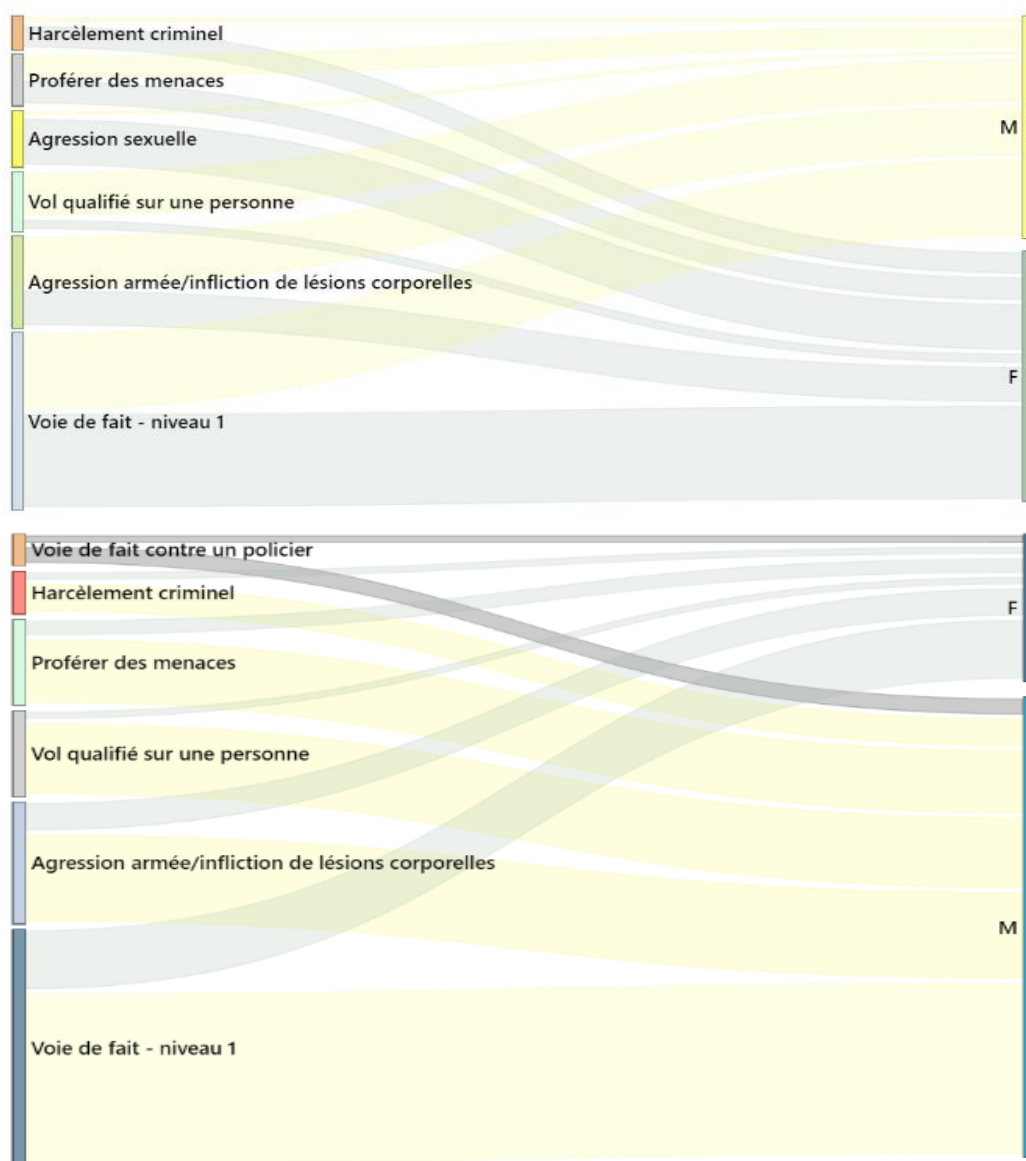 Harcèlement criminel
Proférer des menaces
M
Agression sexuelle
Vol qualifié sur une personne
Agression armée/infliction de lésions corporelles
F
Voie de fait - niveau 1
Voie de fait contre un policier
Harcèlement criminel
F
Proférer des menaces
Vol qualifié sur une personne
Agression armée/infliction de lésions corporelles
M
Voie de fait - niveau 1